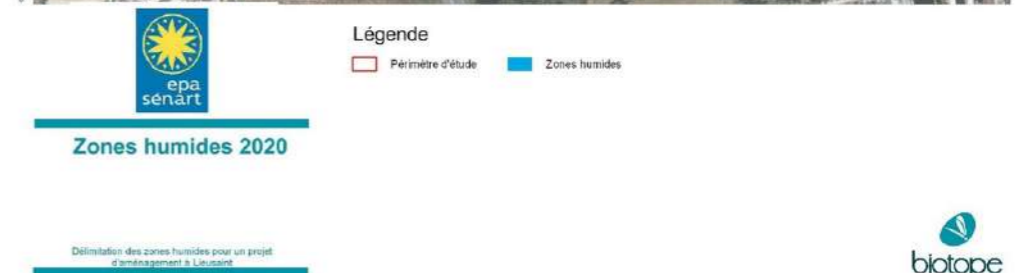 Légende
Périmètre d'étude
Zones humides
epa
sénart
Zones humides 2020
Délimitation des zones humides pour un projet
d'aménagement à Lieusaint
biotope